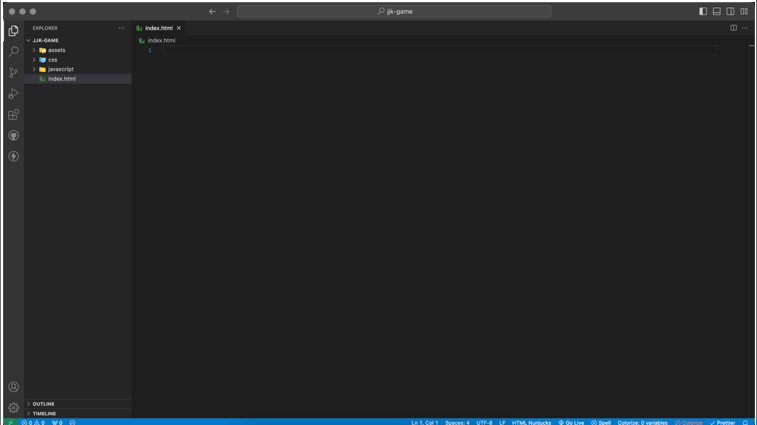 jjk-game
EXPLORER
index.html
JJK-GAME
index.html
assets
1
css
javascript
index.html
OUTLINE
TIMELINE
0 0 0 Ln 1, Col 1 Spaces: 4 UTF-8 LF HTML Nunjucks Go Live Spell Colorize: 0 variables Colorize Prettier